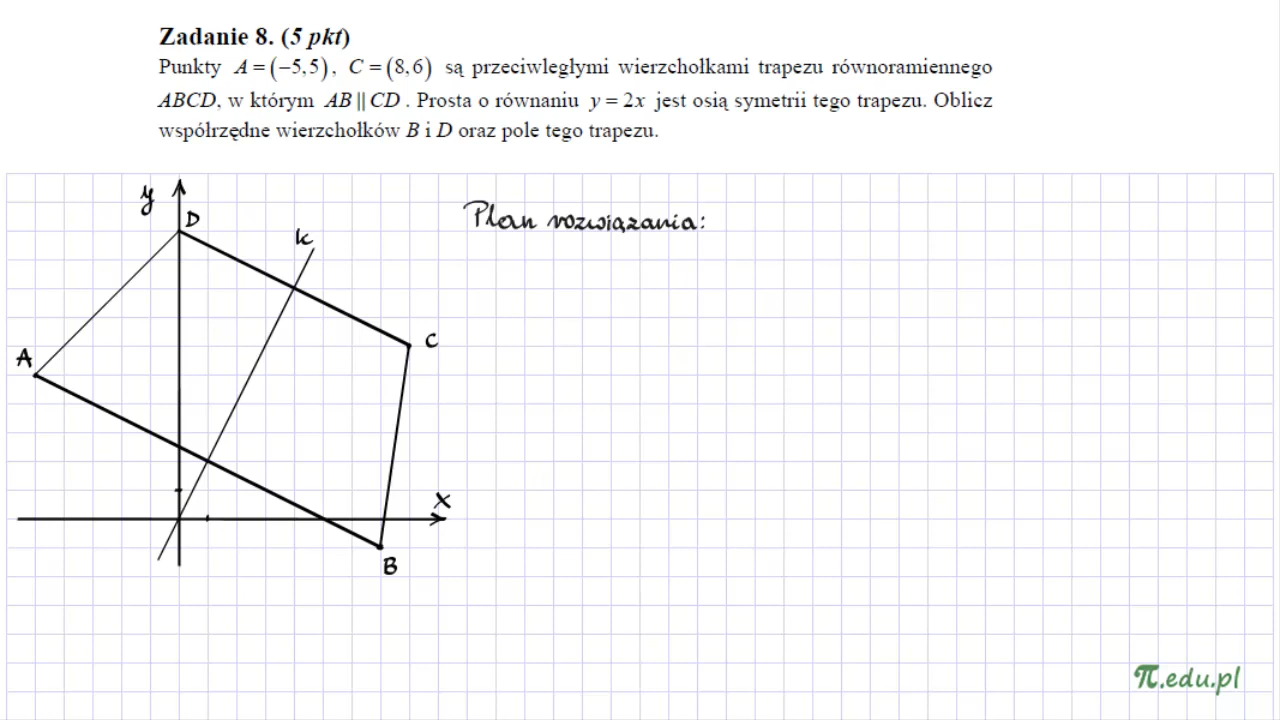 Zadanie 8. (5 pkt)
Punkty A = (−5,5), C = (8,6) są przeciwległymi wierzchołkami trapezu równoramiennego
ABCD, w którym AB || CD. Prosta o równaniu y = 2x jest osią symetrii tego trapezu. Oblicz
współrzędne wierzchołków B i D oraz pole tego trapezu.
Plan rozwiązania:
y
D
k
C
A
x
B
π.edu.pl